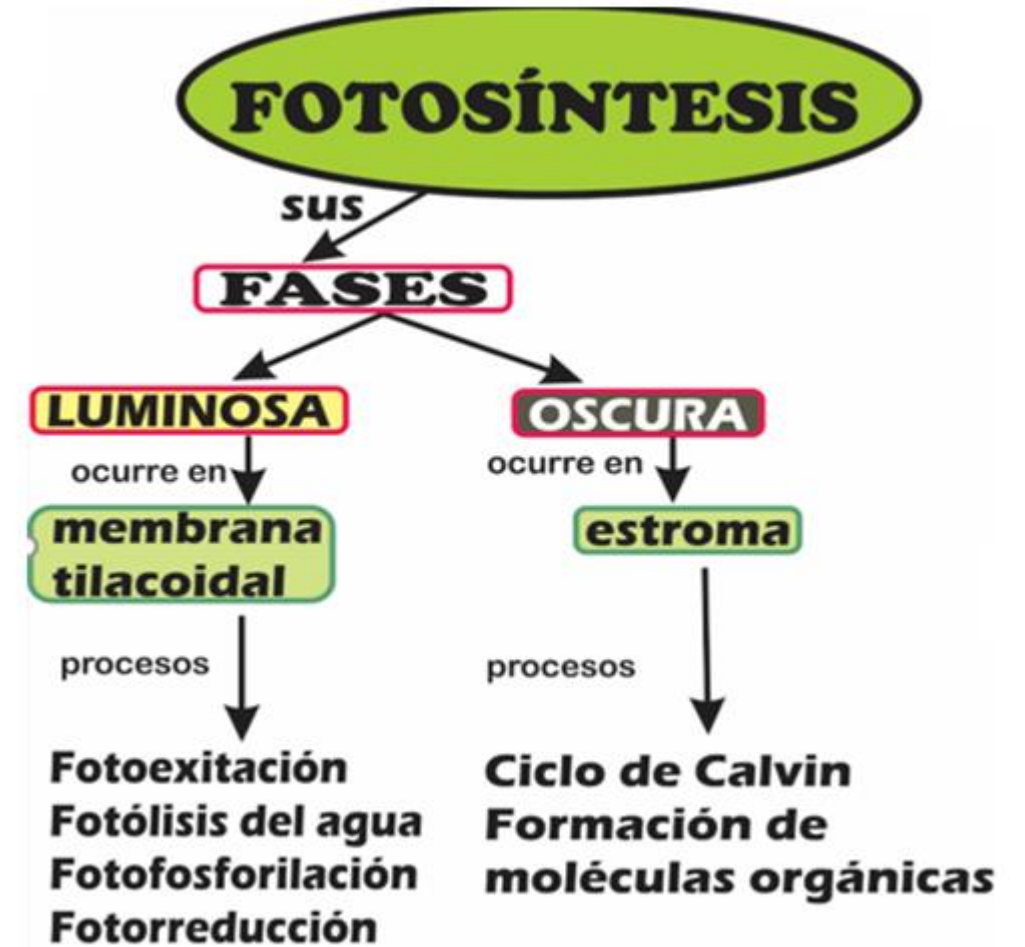 FOTOSÍNTESIS
sus
FASES
LUMINOSA
OSCURA
ocurre en
ocurre en
membrana
tilacoidal
estroma
procesos
procesos
Fotoexitación
Fotólisis del agua
Fotofosforilación
Fotorreducción
Ciclo de Calvin
Formación de
moléculas orgánicas